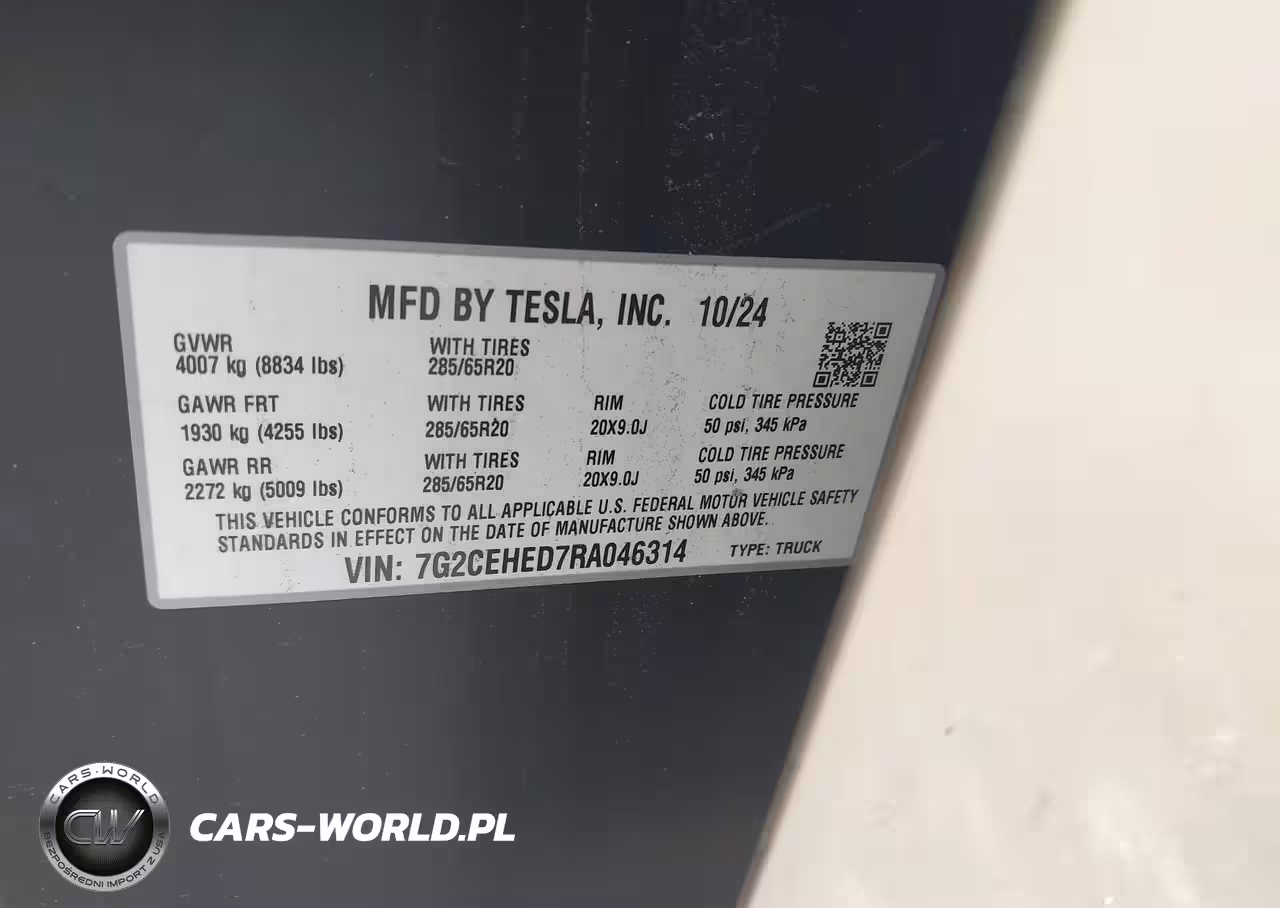 MFD BY TESLA, INC. 10/24
GVWR
4007 kg (8834 lbs)
WITH TIRES
285/65R20
GAWR FRT
1930 kg (4255 lbs)
WITH TIRES
285/65R20
RIM
20X9.0J
COLD TIRE PRESSURE
50 psi, 345 kPa
GAWR RR
2272 kg (5009 lbs)
WITH TIRES
285/65R20
RIM
20X9.0J
COLD TIRE PRESSURE
50 psi, 345 kPa
THIS VEHICLE CONFORMS TO ALL APPLICABLE U.S. FEDERAL MOTOR VEHICLE SAFETY
STANDARDS IN EFFECT ON THE DATE OF MANUFACTURE SHOWN ABOVE.
VIN: 7G2CEHED7RA046314 TYPE: TRUCK
CARS-WORLD
CW
BEZPOŚREDNI IMPORT Z USA
CARS-WORLD.PL